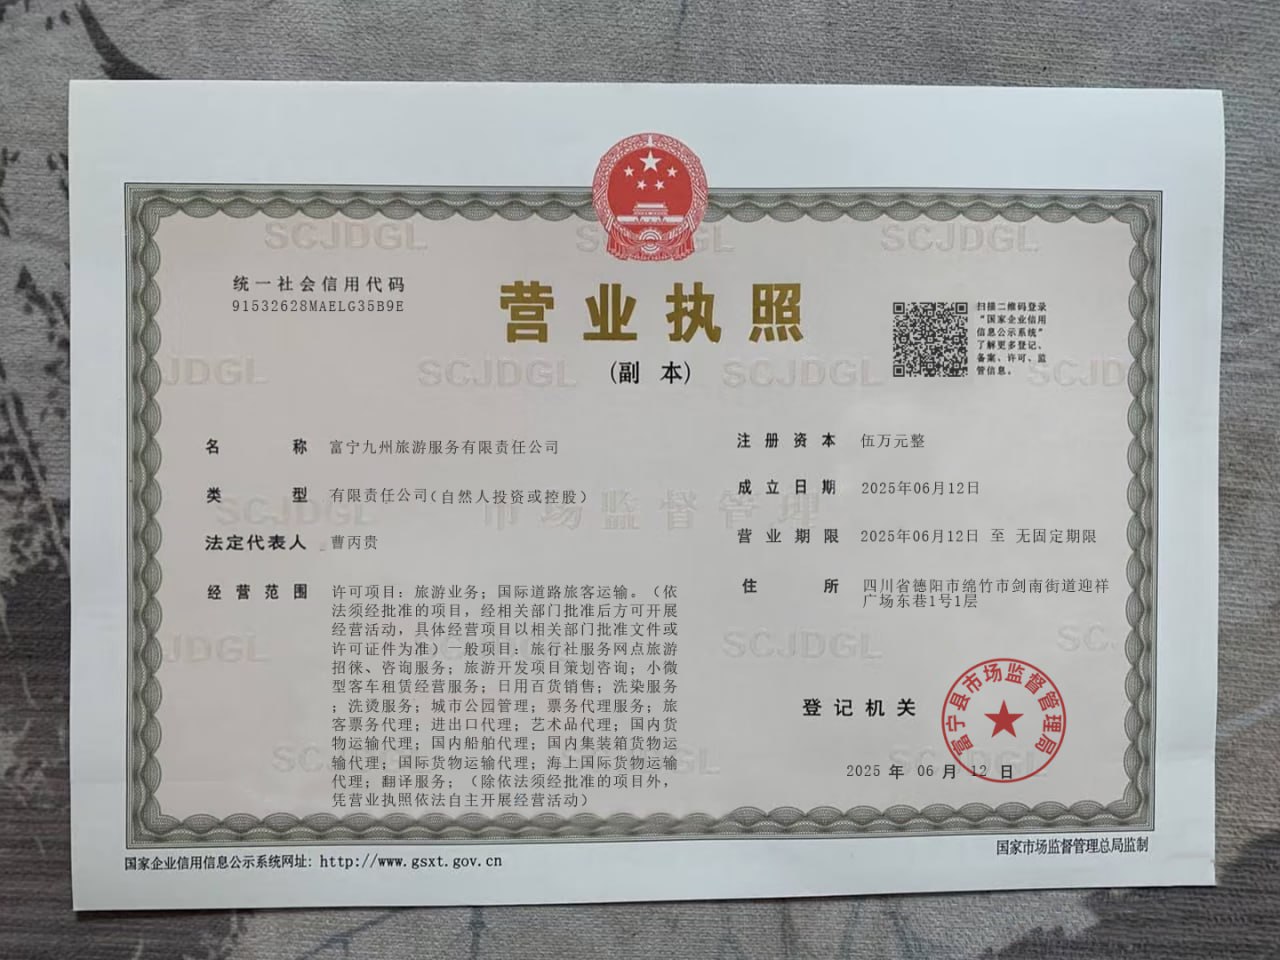 统一社会信用代码
91532628MAELG35B9E
营业执照
(副 本)
扫描二维码登录
“国家企业信用
信息公示系统”
了解更多登记、
备案、许可、监
管信息。
名称 富宁九州旅游服务有限责任公司
类型 有限责任公司(自然人投资或控股)
法定代表人 曹丙贵
经营范围 许可项目：旅游业务；国际道路旅客运输。（依
法须经批准的项目，经相关部门批准后方可开展
经营活动，具体经营项目以相关部门批准文件或
许可证件为准）一般项目：旅行社服务网点旅游
招徕、咨询服务；旅游开发项目策划咨询；小微
型客车租赁经营服务；日用百货销售；洗染服务
；洗烫服务；城市公园管理；票务代理服务；旅
客票务代理；进出口代理；艺术品代理；国内货
物运输代理；国内船舶代理；国内集装箱货物运
输代理；国际货物运输代理；海上国际货物运输
代理；翻译服务；（除依法须经批准的项目外，
凭营业执照依法自主开展经营活动）
注册资本 伍万元整
成立日期 2025年06月12日
营业期限 2025年06月12日 至 无固定期限
住所 四川省德阳市绵竹市剑南街道迎祥
广场东巷1号1层
登记机关
富宁县市场监督管理局
2025 年 06 月 12 日
国家企业信用信息公示系统网址: http://www.gsxt.gov.cn
国家市场监督管理总局监制
SCJDGL
市场监督管理